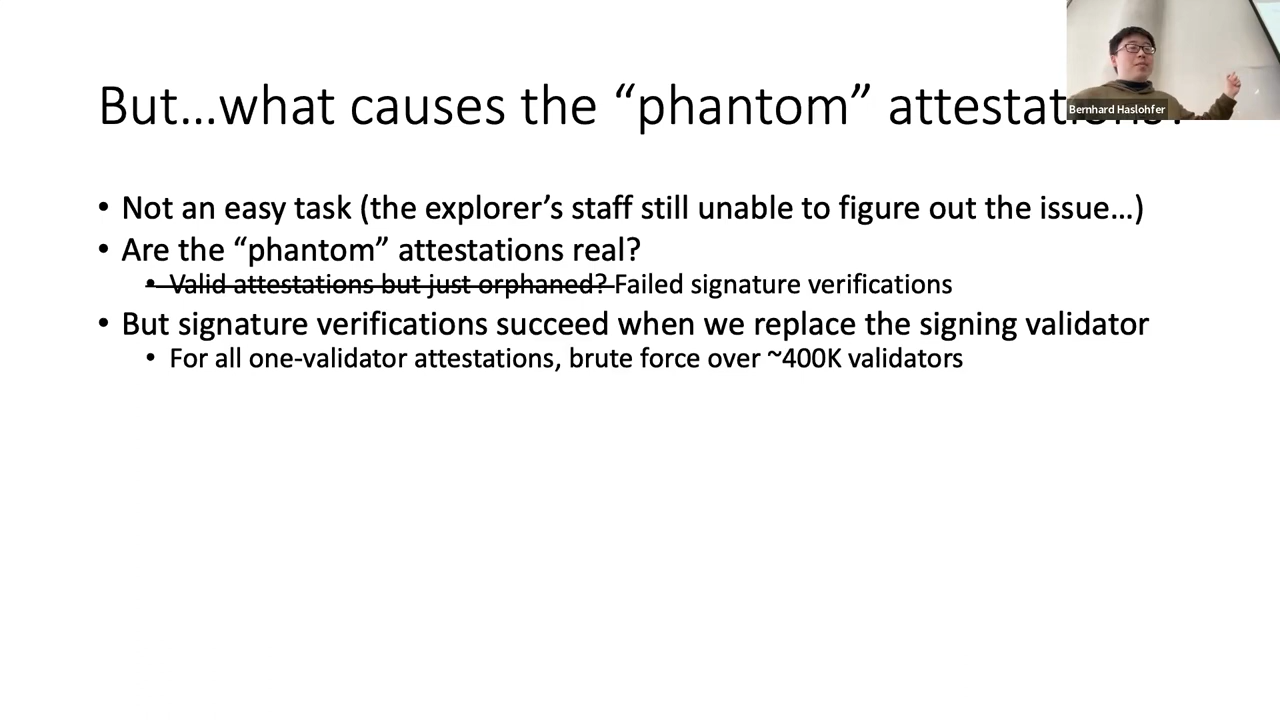 But...what causes the “phantom” attestations?
• Not an easy task (the explorer’s staff still unable to figure out the issue...)
• Are the “phantom” attestations real?
• Valid attestations but just orphaned? Failed signature verifications
• But signature verifications succeed when we replace the signing validator
• For all one-validator attestations, brute force over ~400K validators
Bernhard Haslohfer